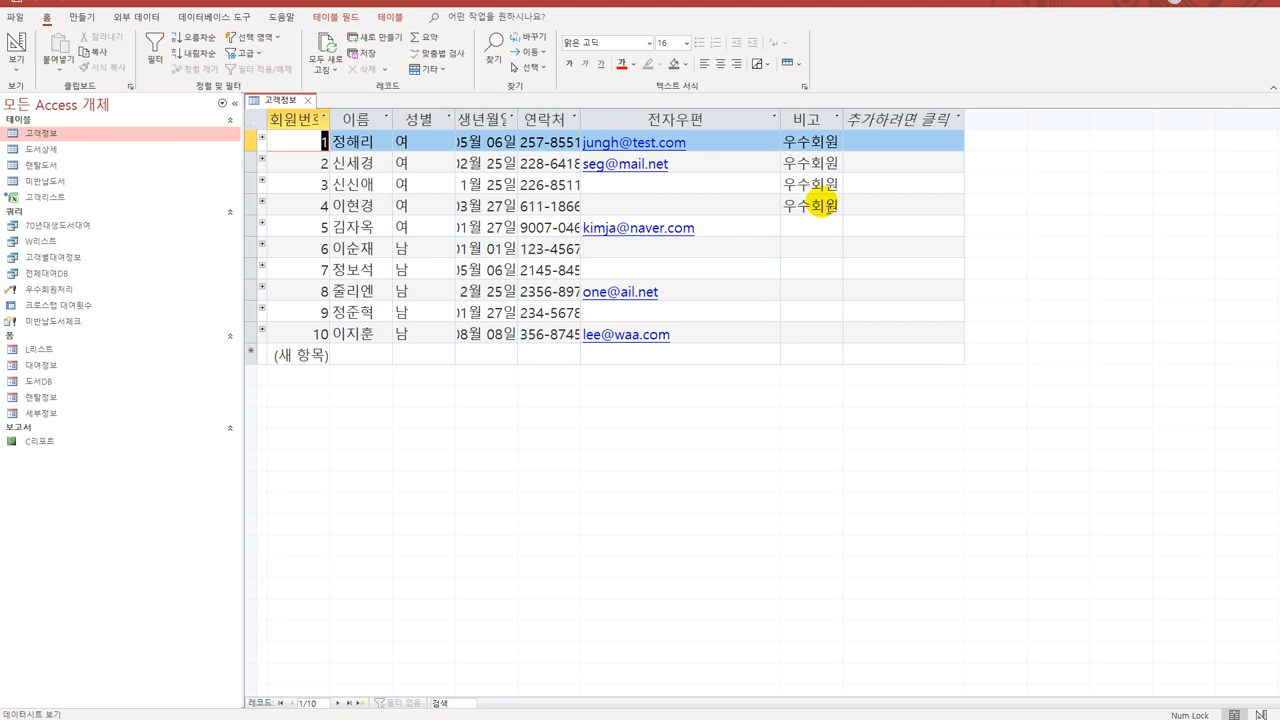 파일 홈 만들기 외부 데이터 데이터베이스 도구 도움말 테이블 필드 테이블 어떤 작업을 원하시나요?
보기 붙여넣기 잘라내기 복사 서식 복사 필터 오름차순 내림차순 정렬 제거 선택 영역 고급 필터 적용/해제 모두 새로 고침 새로 만들기 저장 삭제 요약 맞춤법 검사 기타 찾기 바꾸기 이동 선택 맑은 고딕 16 가 가 가 가
보기 클립보드 정렬 및 필터 레코드 찾기 텍스트 서식
모든 Access 개체
테이블
고객정보
도서상세
랜탈도서
미반납도서
고객리스트
쿼리
70년대생도서대여
W리스트
고객별대여정보
전체대여DB
우수회원처리
크로스탭 대여횟수
미반납도서체크
폼
L리스트
대여정보
도서DB
랜탈정보
세부정보
보고서
C리포트
고객정보
회원번호 이름 성별 생년월일 연락처 전자우편 비고 추가하려면 클릭
1 정해리 여 05월 06일 257-8551 jungh@test.com 우수회원
2 신세경 여 02월 25일 228-6418 seg@mail.net 우수회원
3 신신애 여 1월 25일 226-8511 우수회원
4 이현경 여 03월 27일 611-1866 우수회원
5 김자옥 여 01월 27일 9007-046 kimja@naver.com
6 이순재 남 01월 01일 123-4567
7 정보석 남 05월 06일 2145-845
8 줄리엔 남 2월 25일 2356-897 one@ail.net
9 정준혁 남 01월 27일 234-5678
10 이지훈 남 08월 08일 356-8745 lee@waa.com
(새 항목)
레코드: 1/10 필터 없음 검색
데이터시트 보기 Num Lock